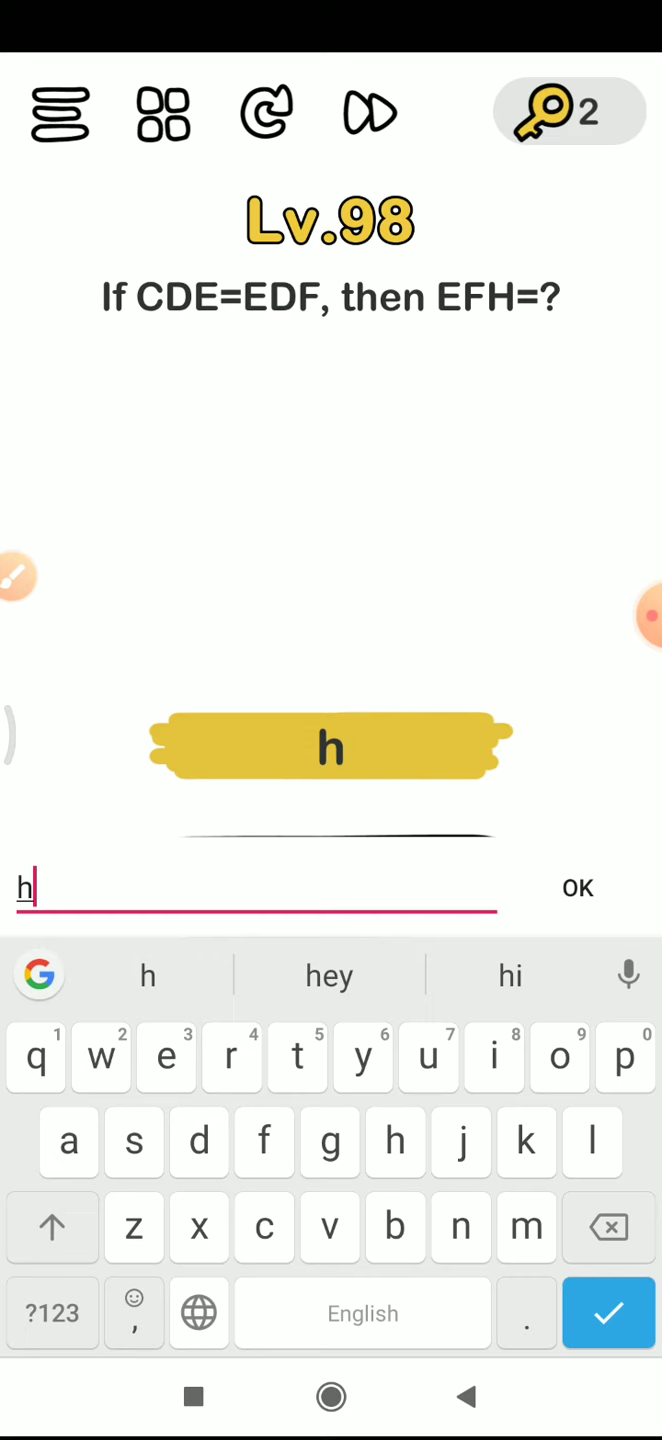 2
Lv.98
If CDE=EDF, then EFH=?
h
h
OK
h hey hi
1 2 3 4 5 6 7 8 9 0
q w e r t y u i o p
a s d f g h j k l
z x c v b n m
?123 , English .